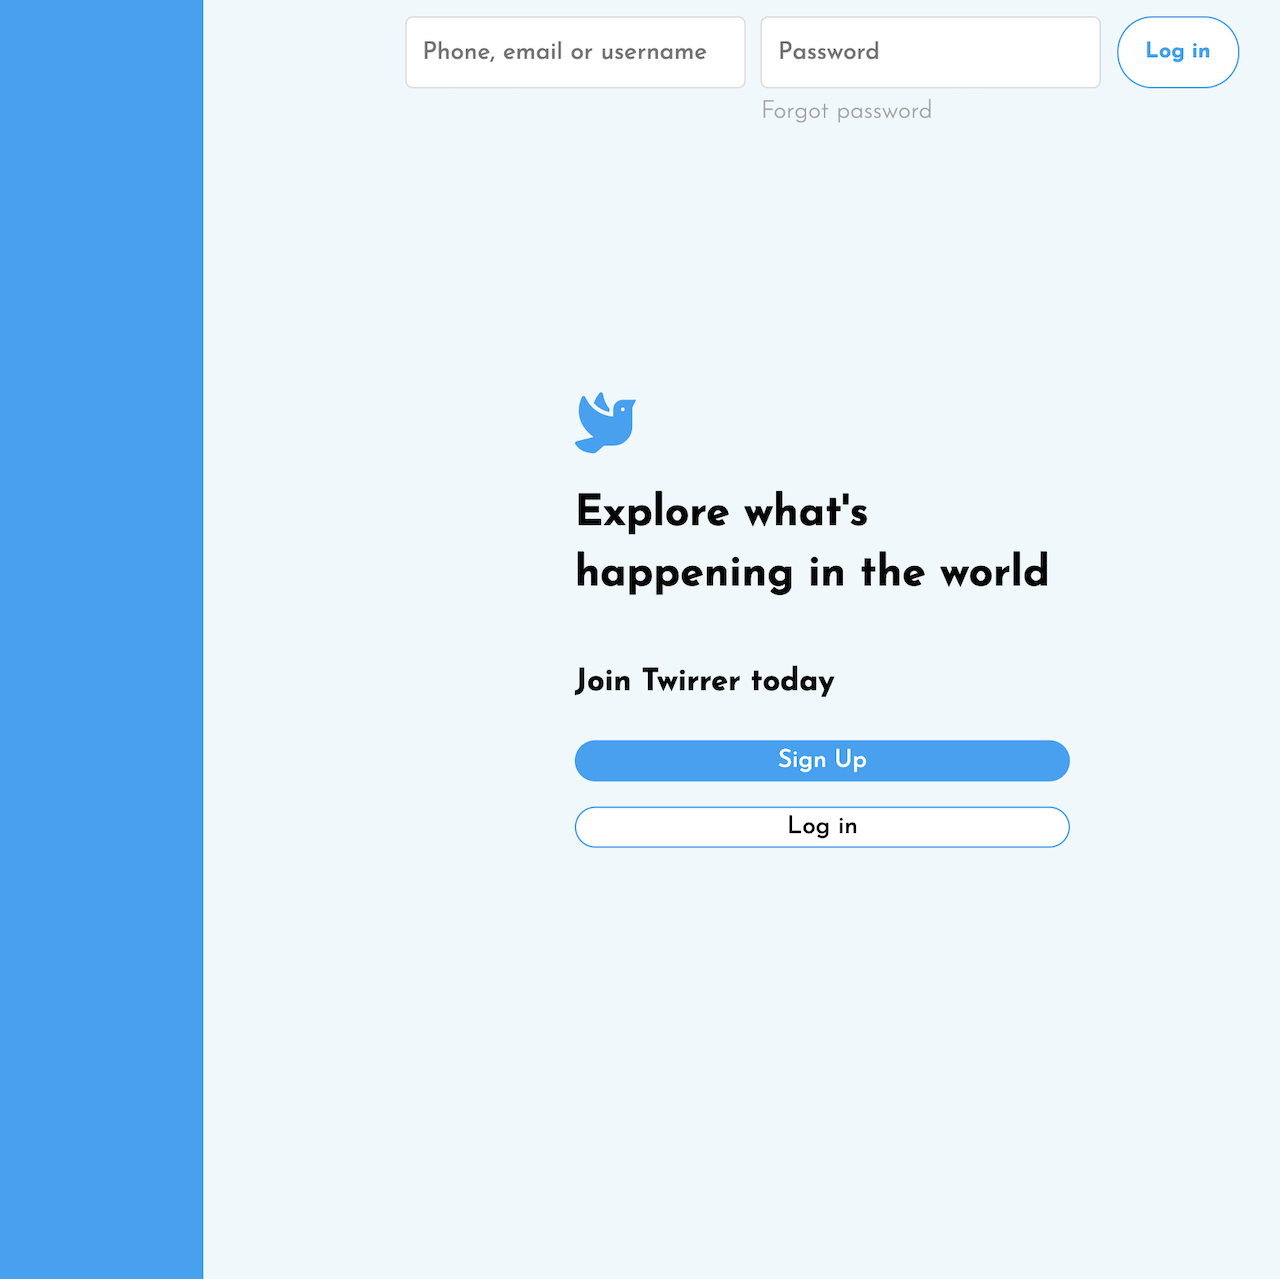 Phone, email or username
Password
Log in
Forgot password
Explore what's
happening in the world
Join Twirrer today
Sign Up
Log in